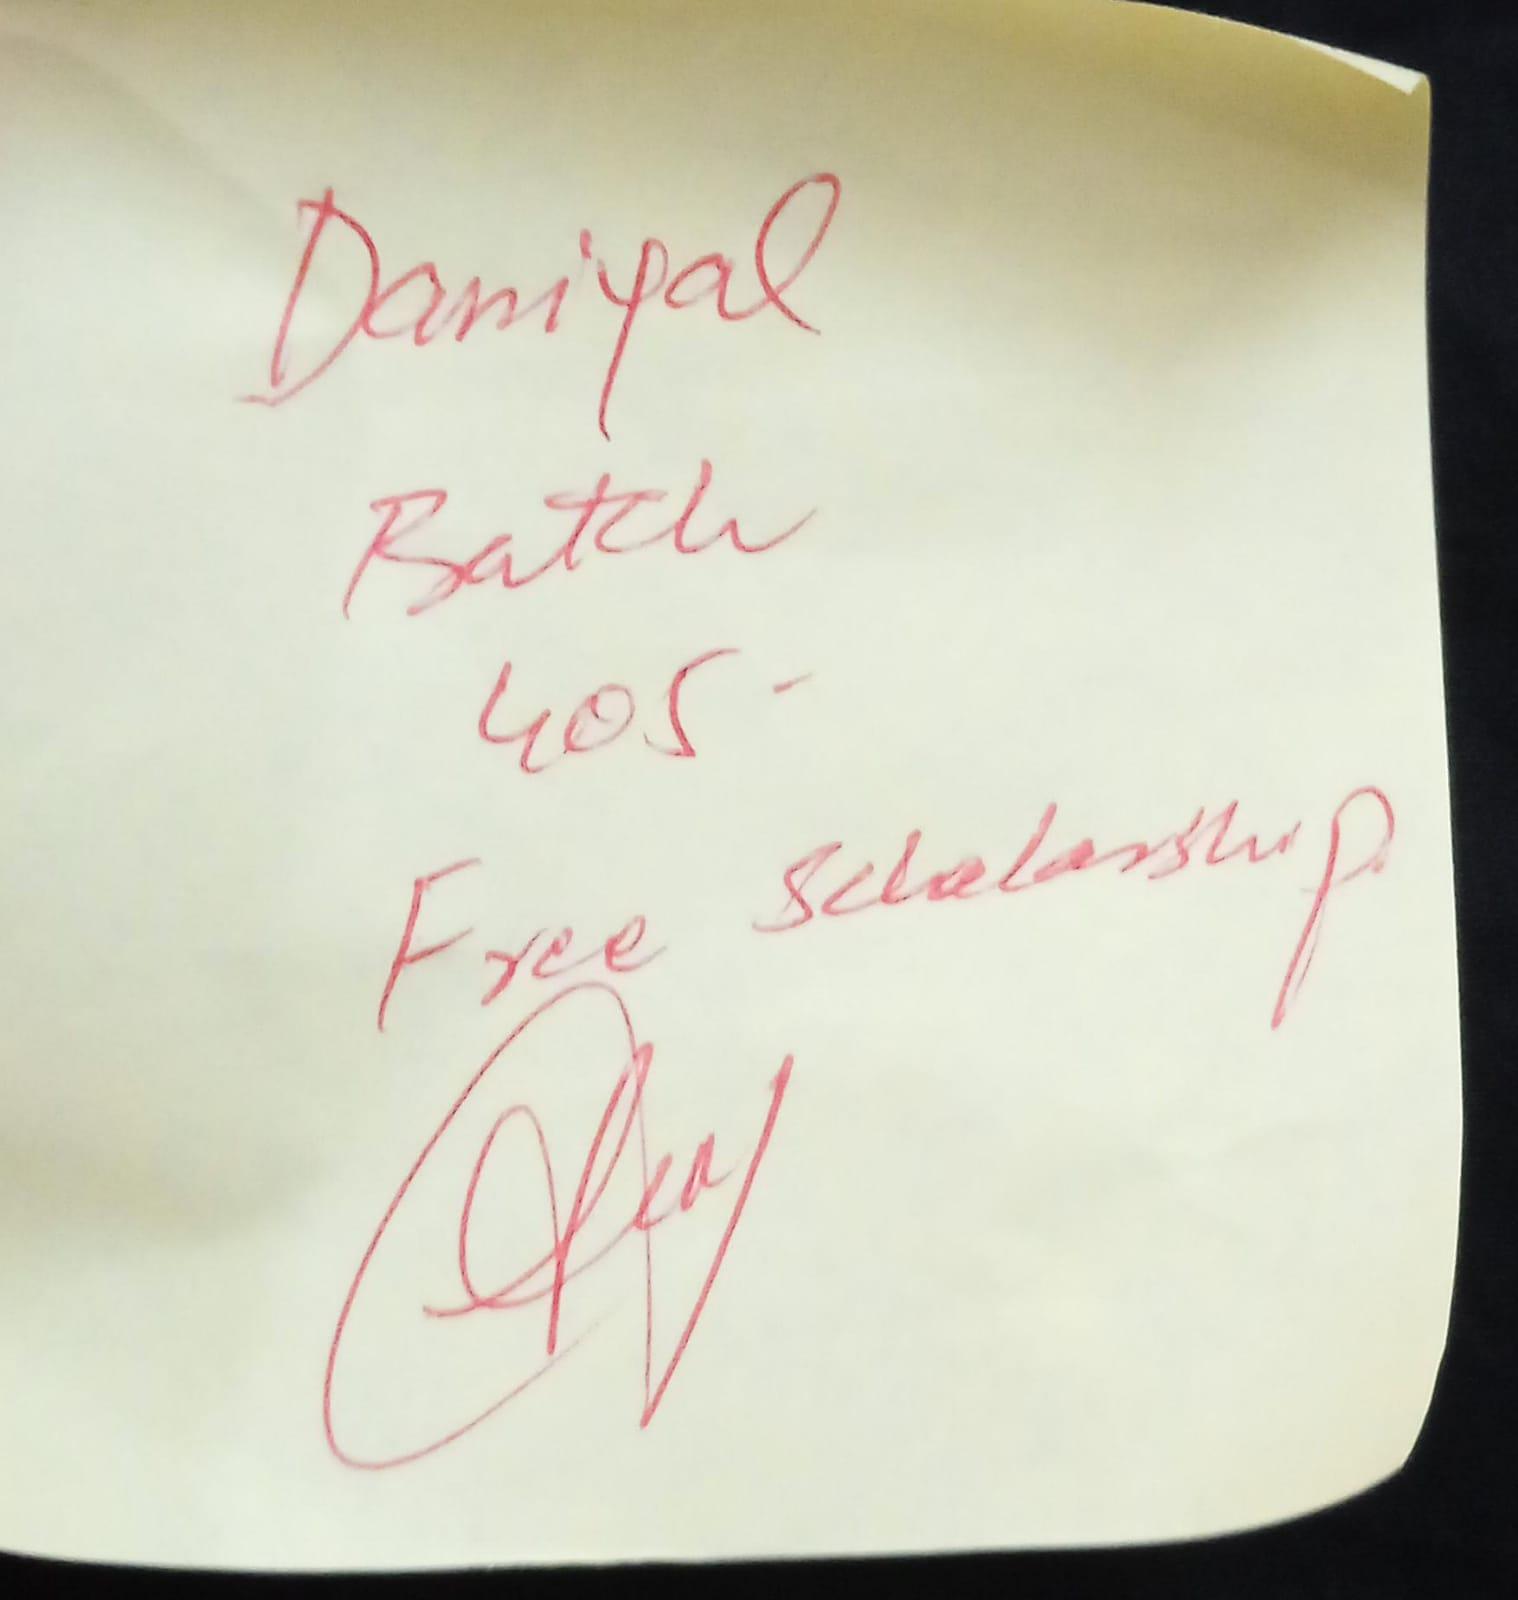 Daniyal
Batch
405-
Free Scholarship